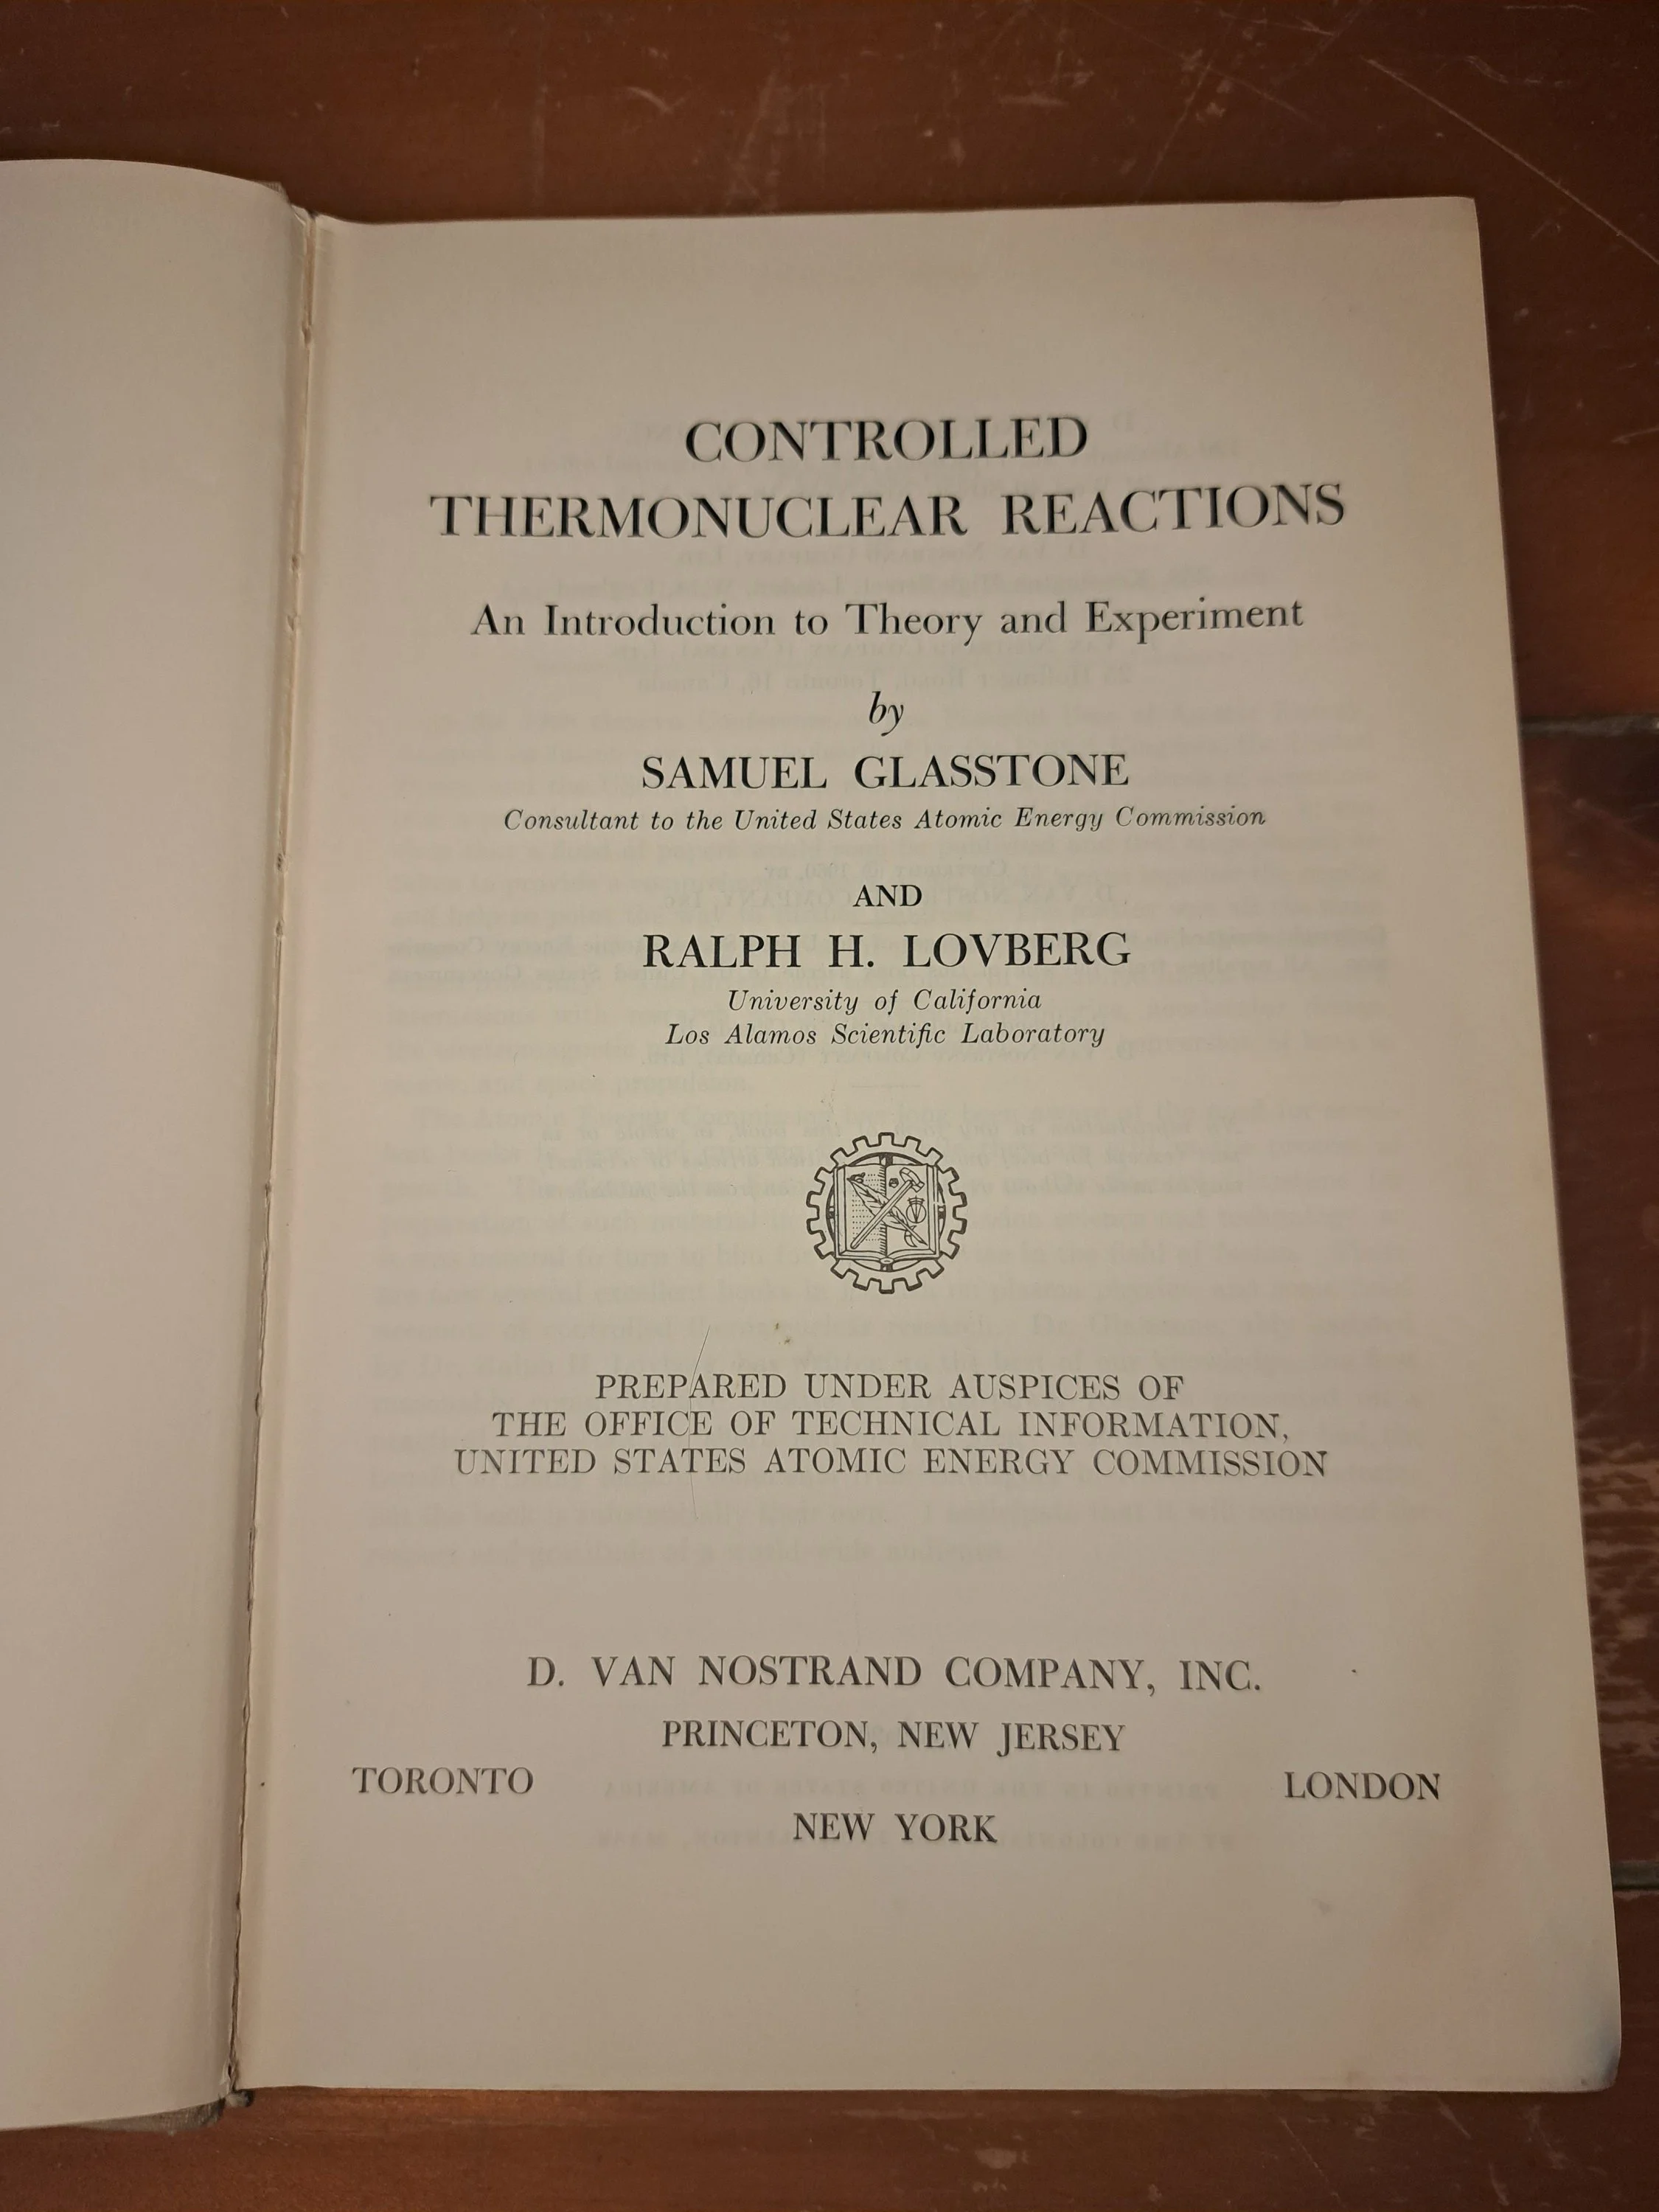 CONTROLLED
THERMONUCLEAR REACTIONS
An Introduction to Theory and Experiment
by
SAMUEL GLASSTONE
Consultant to the United States Atomic Energy Commission
AND
RALPH H. LOVBERG
University of California
Los Alamos Scientific Laboratory
PREPARED UNDER AUSPICES OF
THE OFFICE OF TECHNICAL INFORMATION,
UNITED STATES ATOMIC ENERGY COMMISSION
D. VAN NOSTRAND COMPANY, INC.
PRINCETON, NEW JERSEY
TORONTO LONDON
NEW YORK